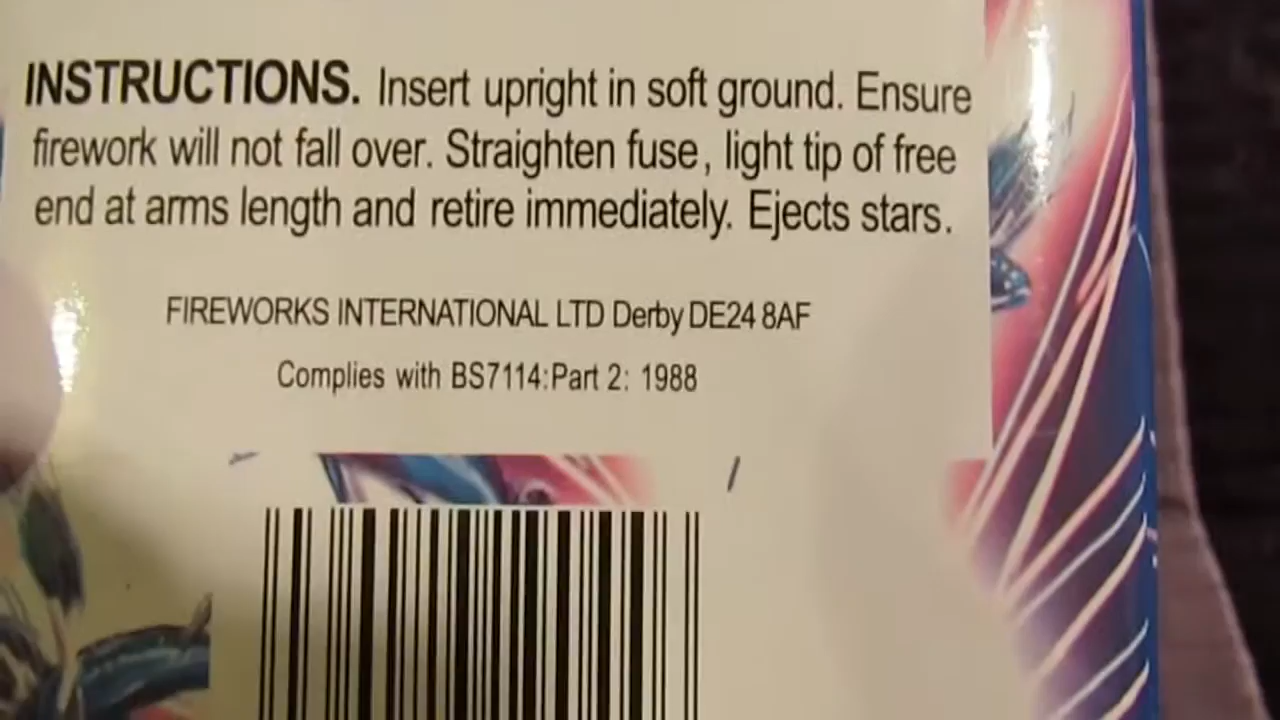 INSTRUCTIONS. Insert upright in soft ground. Ensure
firework will not fall over. Straighten fuse, light tip of free
end at arms length and retire immediately. Ejects stars.
FIREWORKS INTERNATIONAL LTD Derby DE24 8AF
Complies with BS7114:Part 2: 1988